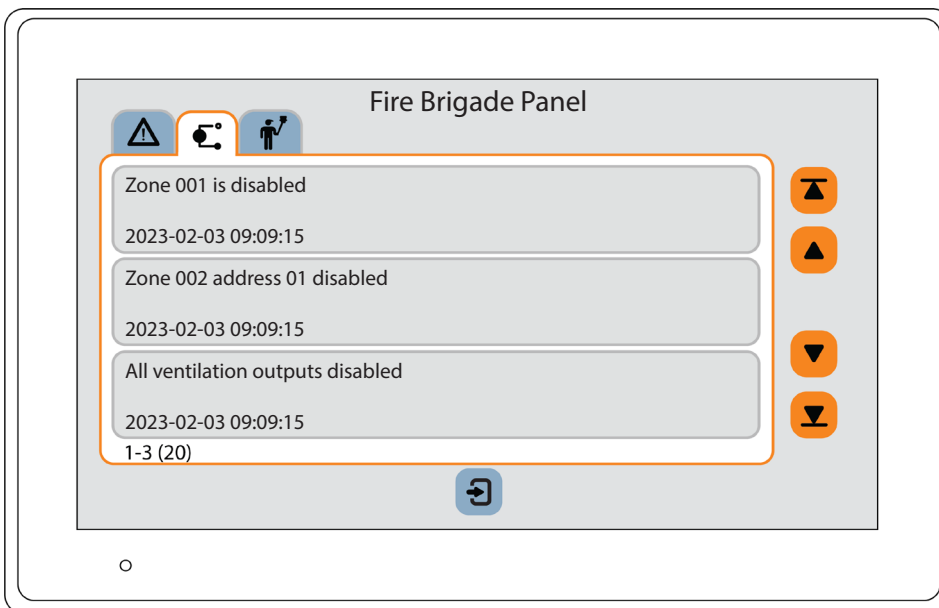 Fire Brigade Panel
Zone 001 is disabled
2023-02-03 09:09:15
Zone 002 address 01 disabled
2023-02-03 09:09:15
All ventilation outputs disabled
2023-02-03 09:09:15
1-3 (20)